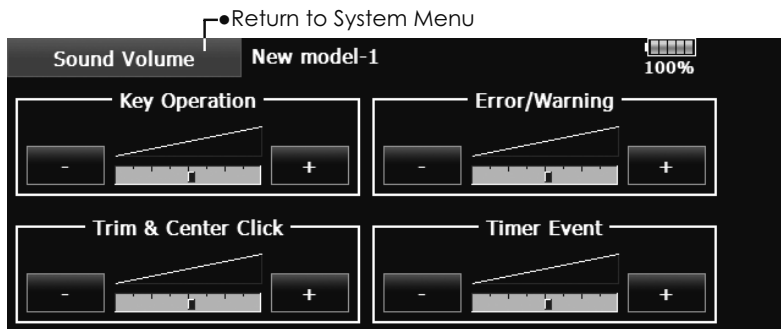 ●Return to System Menu
Sound Volume New model-1 100%
Key Operation Error/Warning
- + - +
Trim & Center Click Timer Event
- + - +